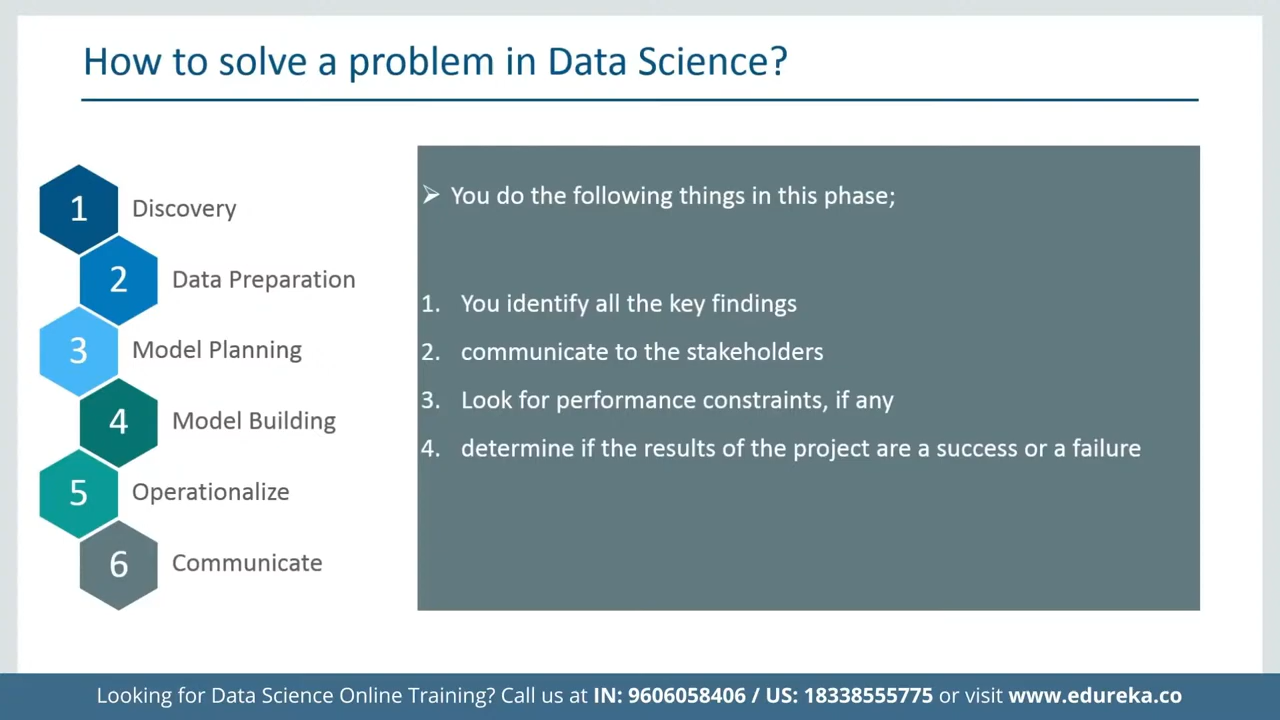 How to solve a problem in Data Science?
1 Discovery
2 Data Preparation
3 Model Planning
4 Model Building
5 Operationalize
6 Communicate
➢ You do the following things in this phase;
1. You identify all the key findings
2. communicate to the stakeholders
3. Look for performance constraints, if any
4. determine if the results of the project are a success or a failure
Looking for Data Science Online Training? Call us at IN: 9606058406 / US: 18338555775 or visit www.edureka.co